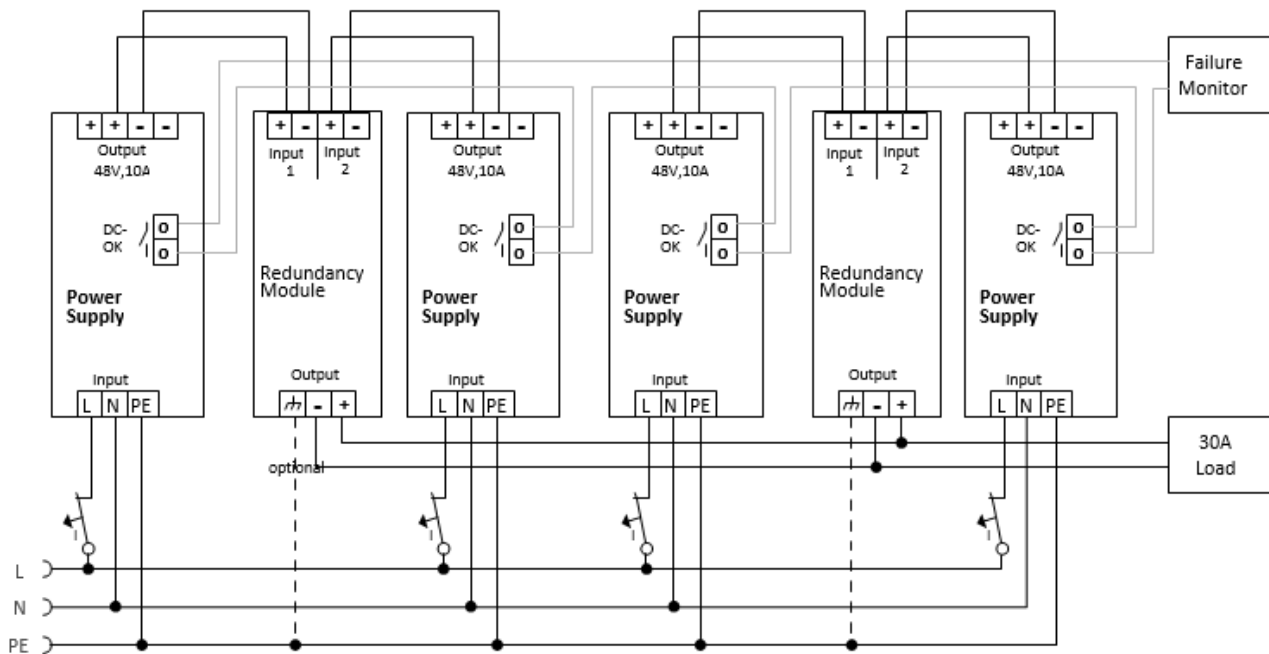 Failure
Monitor
+ + - -
Output
48V,10A
DC-
OK
O
O
Power
Supply
Input
L N PE
+ - + -
Input
1
Input
2
Redundancy
Module
Output
- +
optional
+ + - -
Output
48V,10A
DC-
OK
O
O
Power
Supply
Input
L N PE
+ + - -
Output
48V,10A
DC-
OK
O
O
Power
Supply
Input
L N PE
+ - + -
Input
1
Input
2
Redundancy
Module
Output
- +
+ + - -
Output
48V,10A
DC-
OK
O
O
Power
Supply
Input
L N PE
30A
Load
I
I
I
I
L
N
PE